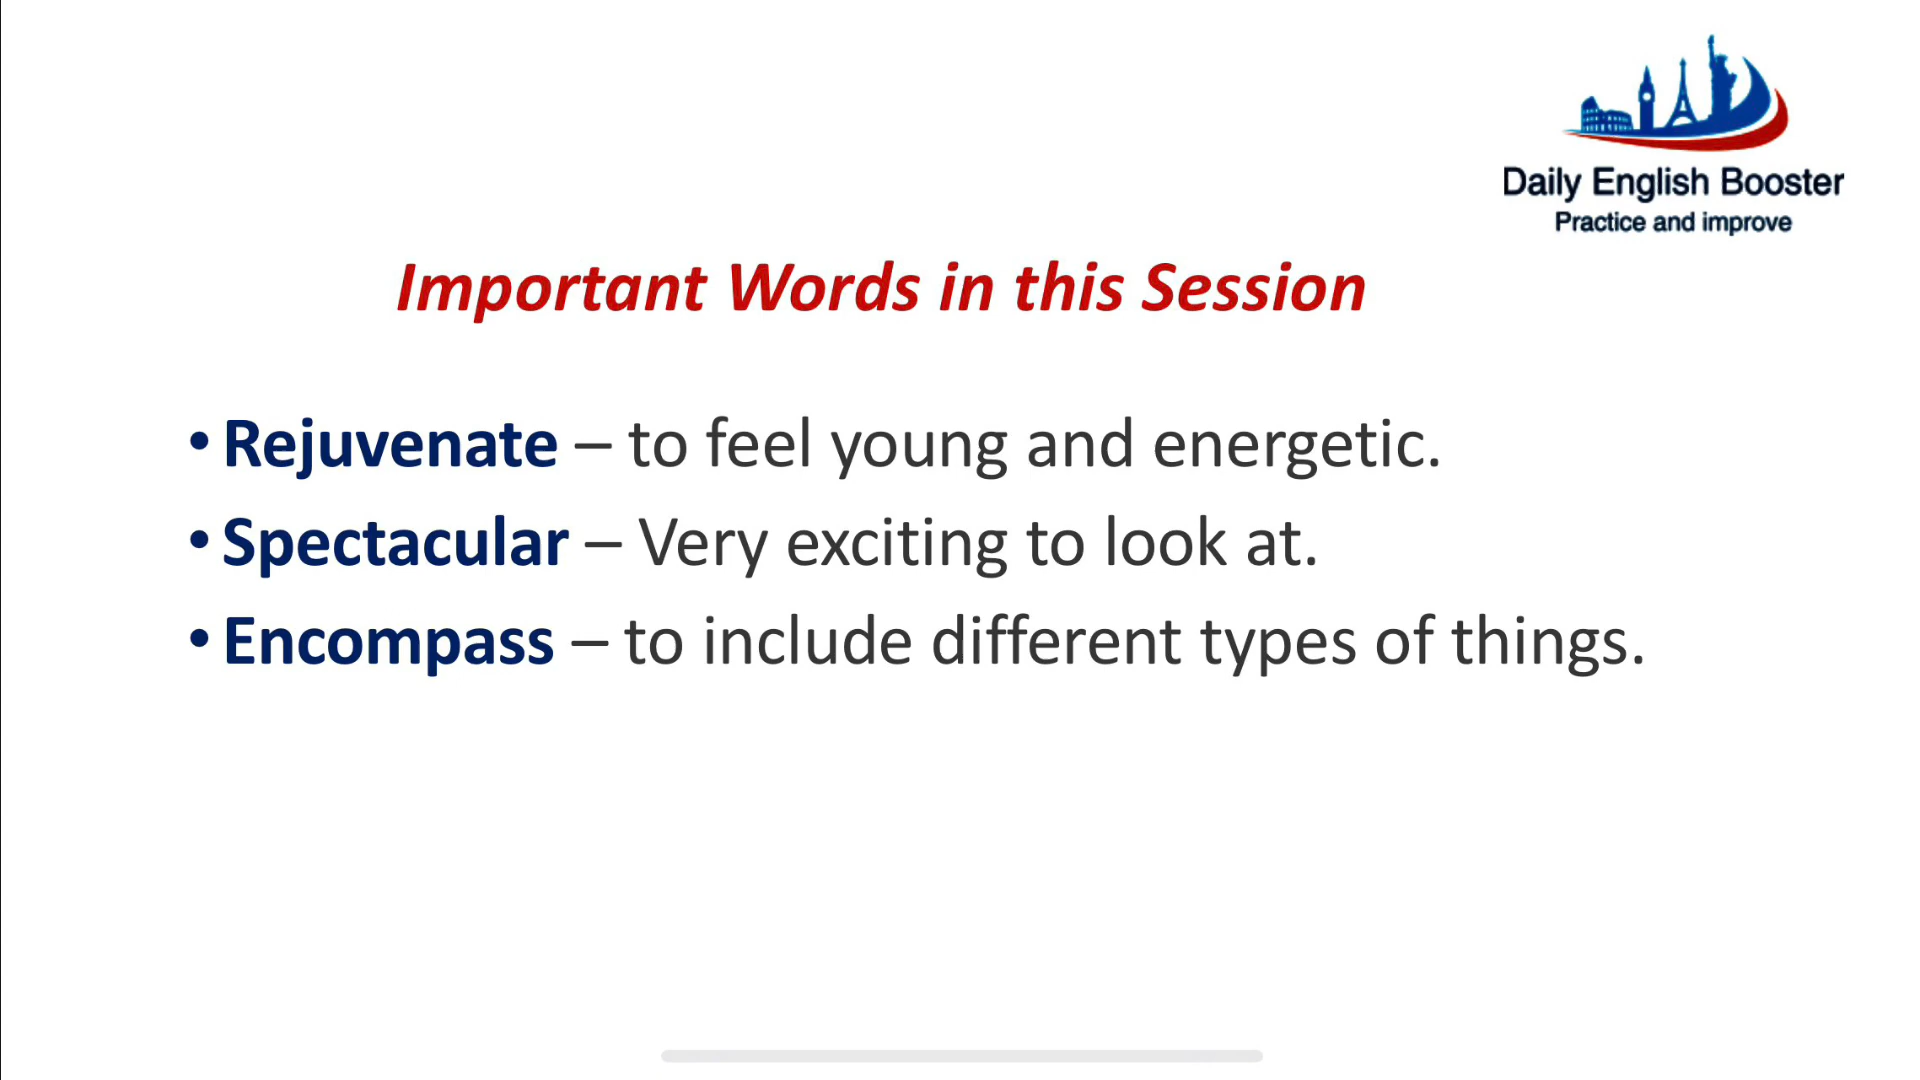 Daily English Booster
Practice and improve
Important Words in this Session
• Rejuvenate – to feel young and energetic.
• Spectacular – Very exciting to look at.
• Encompass – to include different types of things.